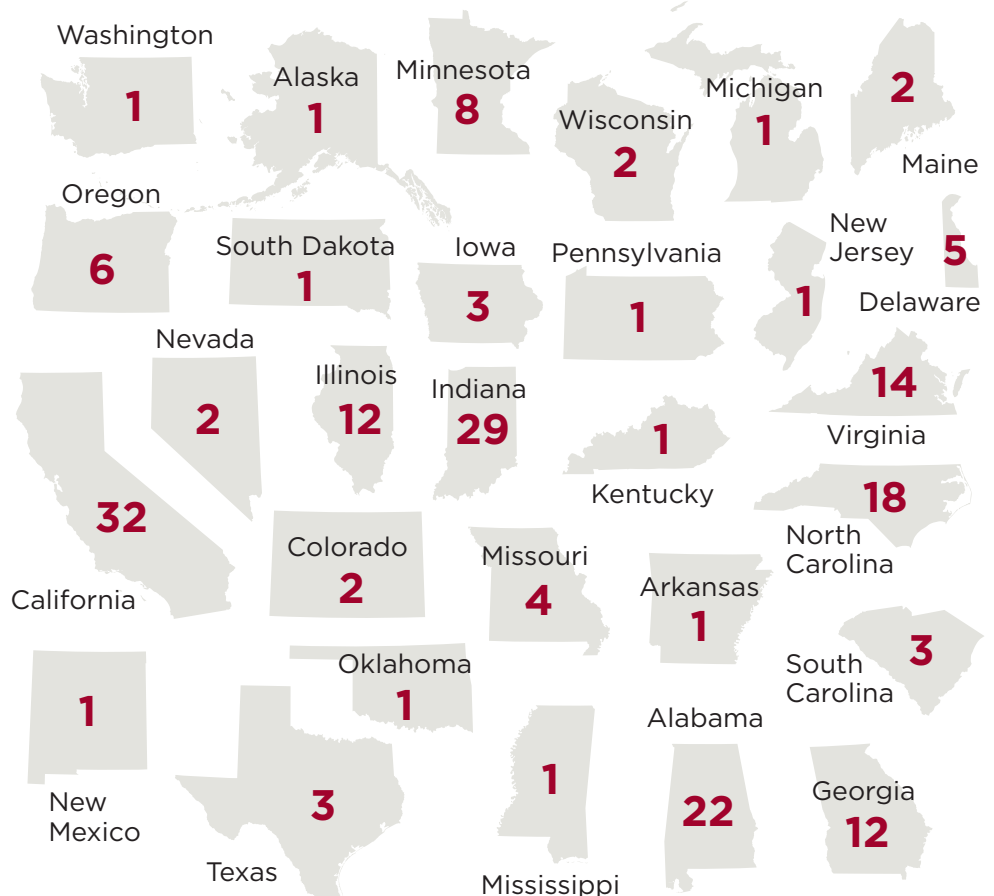 Washington
1
Alaska
1
Minnesota
8
Wisconsin
2
Michigan
1
2
Maine
Oregon
6
South Dakota
1
Iowa
3
Pennsylvania
1
New
Jersey
1
5
Delaware
Nevada
2
Illinois
12
Indiana
29
1
Kentucky
14
Virginia
32
California
Colorado
2
Missouri
4
Arkansas
1
18
North
Carolina
3
South
Carolina
1
New
Mexico
Oklahoma
1
3
Texas
1
Mississippi
Alabama
22
Georgia
12